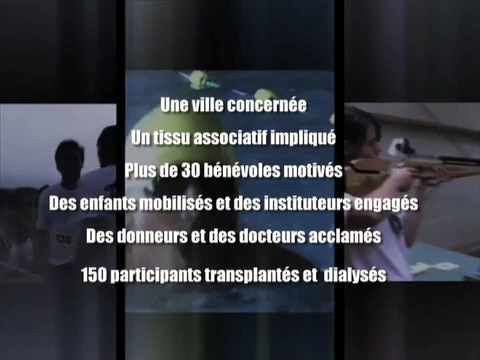 Une ville concernée
Un tissu associatif impliqué
Plus de 30 bénévoles motivés
Des enfants mobilisés et des instituteurs engagés
Des donneurs et des docteurs acclamés
150 participants transplantés et dialysés